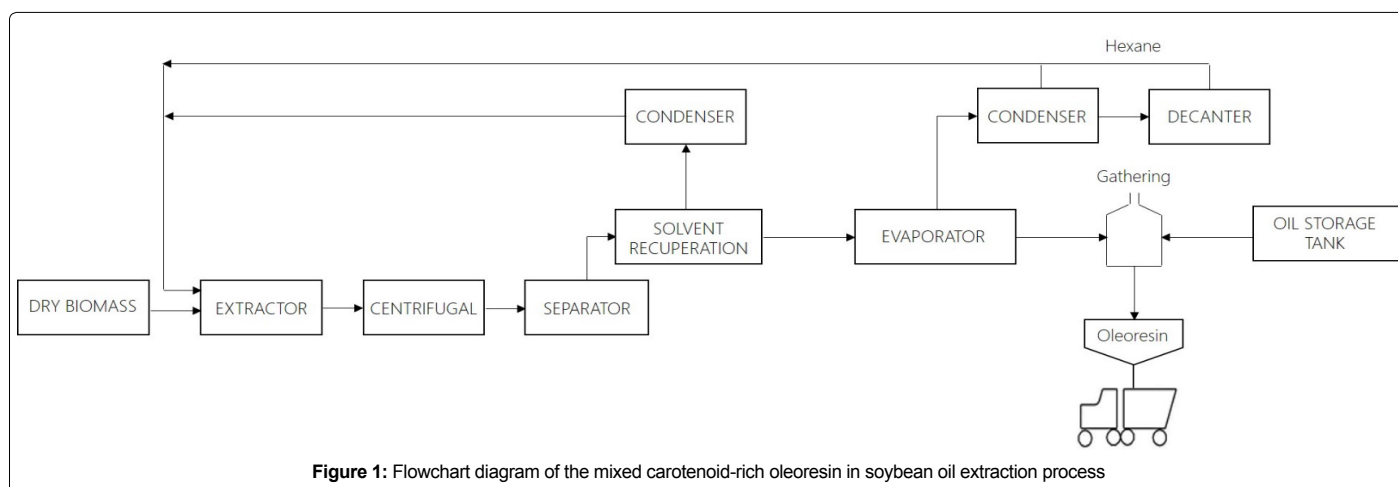 Hexane
CONDENSER
CONDENSER
DECANTER
Gathering
SOLVENT
RECUPERATION
EVAPORATOR
OIL STORAGE
TANK
DRY BIOMASS
EXTRACTOR
CENTRIFUGAL
SEPARATOR
Oleoresin
Figure 1: Flowchart diagram of the mixed carotenoid-rich oleoresin in soybean oil extraction process